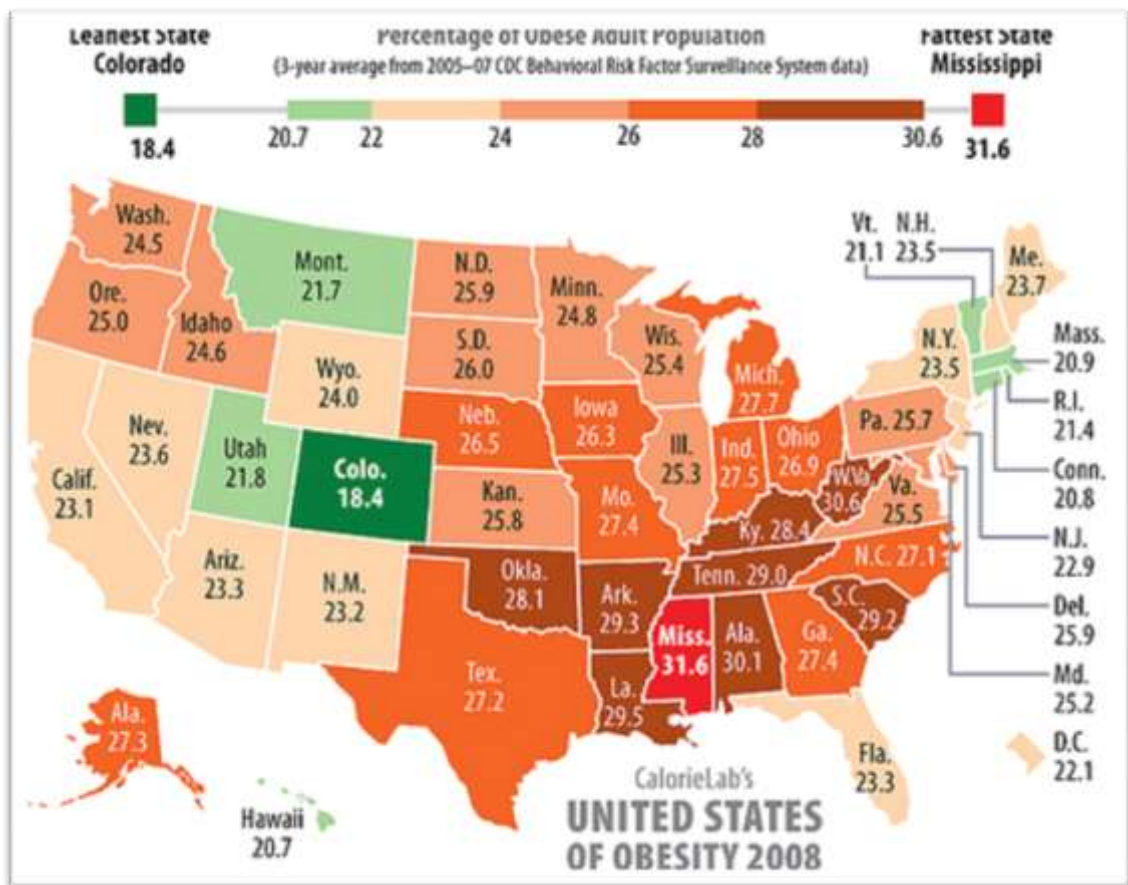 Leanest State
Colorado
18.4
Percentage of Obese Adult Population
(3-year average from 2005–07 CDC Behavioral Risk Factor Surveillance System data)
20.7 22 24 26 28 30.6
Fattest State
Mississippi
31.6
Wash.
24.5
Ore.
25.0
Idaho
24.6
Mont.
21.7
Wyo.
24.0
N.D.
25.9
S.D.
26.0
Minn.
24.8
Wis.
25.4
Mich.
27.7
Vt.
21.1
N.H.
23.5
Me.
23.7
N.Y.
23.5
Mass.
20.9
R.I.
21.4
Conn.
20.8
N.J.
22.9
Del.
25.9
Md.
25.2
D.C.
22.1
Calif.
23.1
Nev.
23.6
Utah
21.8
Colo.
18.4
Neb.
26.5
Kan.
25.8
Iowa
26.3
Mo.
27.4
Ill.
25.3
Ind.
27.5
Ohio
26.9
Pa. 25.7
W.Va.
30.6
Va.
25.5
Ky. 28.4
N.C. 27.1
Tenn. 29.0
S.C.
29.2
Ariz.
23.3
N.M.
23.2
Okla.
28.1
Ark.
29.3
Tex.
27.2
La.
29.5
Miss.
31.6
Ala.
30.1
Ga.
27.4
Fla.
23.3
Ala.
27.3
Hawaii
20.7
CalorieLab's
UNITED STATES
OF OBESITY 2008